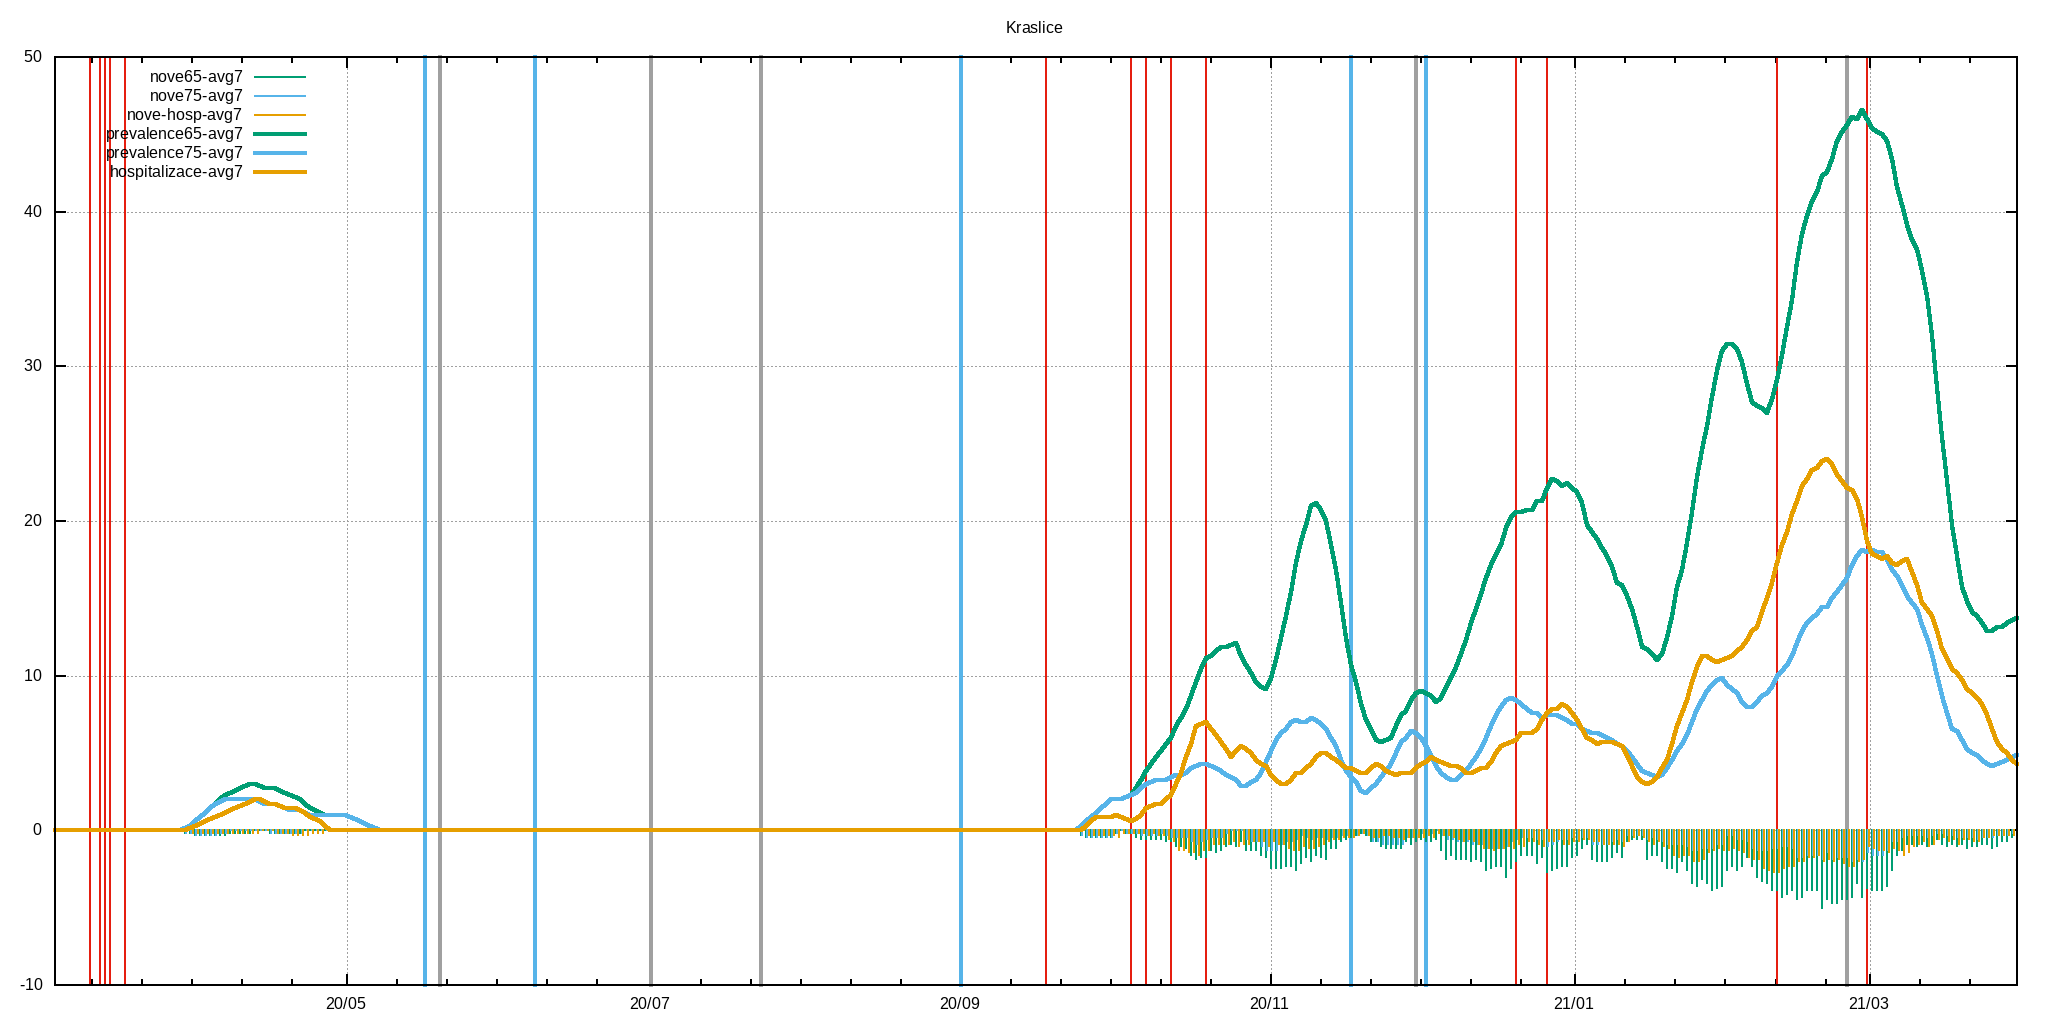 Kraslice
50
nove65-avg7
nove75-avg7
nove-hosp-avg7
prevalence65-avg7
prevalence75-avg7
hospitalizace-avg7
40
30
20
10
0
-10
20/05 20/07 20/09 20/11 21/01 21/03